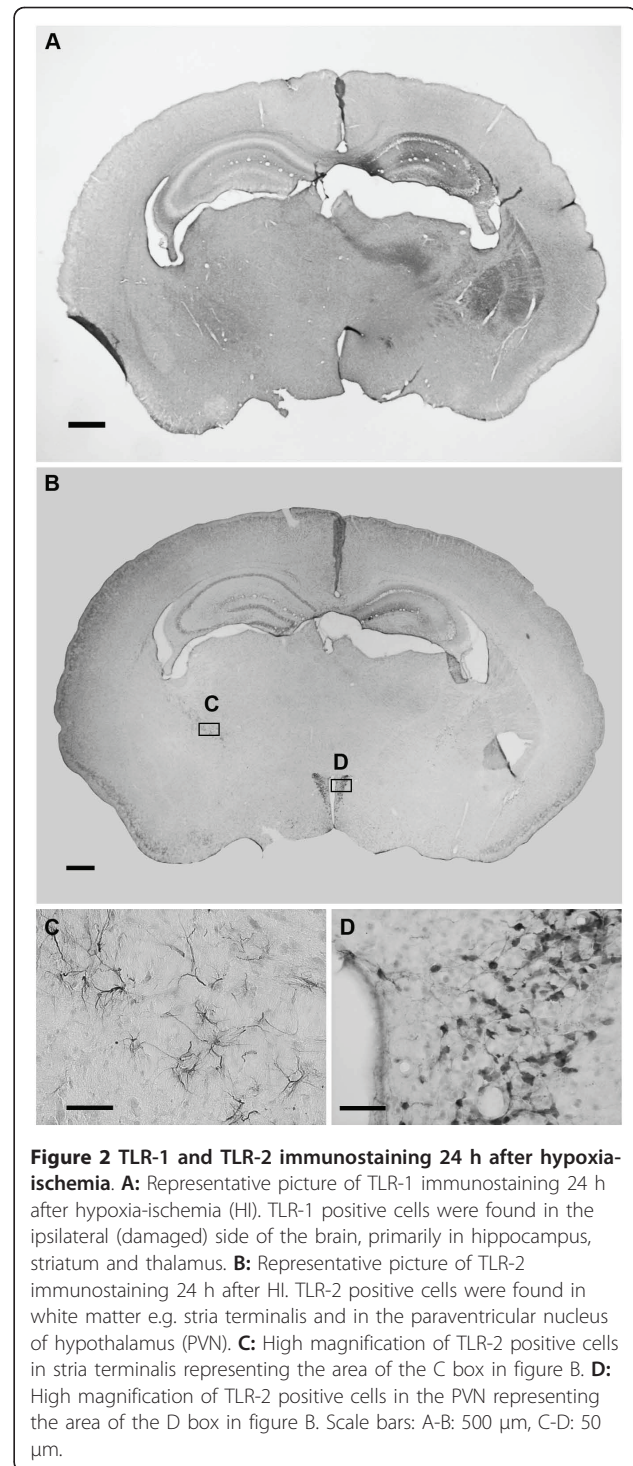 A
B
C
D
C
D
Figure 2 TLR-1 and TLR-2 immunostaining 24 h after hypoxia-
ischemia. A: Representative picture of TLR-1 immunostaining 24 h
after hypoxia-ischemia (HI). TLR-1 positive cells were found in the
ipsilateral (damaged) side of the brain, primarily in hippocampus,
striatum and thalamus. B: Representative picture of TLR-2
immunostaining 24 h after HI. TLR-2 positive cells were found in
white matter e.g. stria terminalis and in the paraventricular nucleus
of hypothalamus (PVN). C: High magnification of TLR-2 positive cells
in stria terminalis representing the area of the C box in figure B. D:
High magnification of TLR-2 positive cells in the PVN representing
the area of the D box in figure B. Scale bars: A-B: 500 μm, C-D: 50
μm.